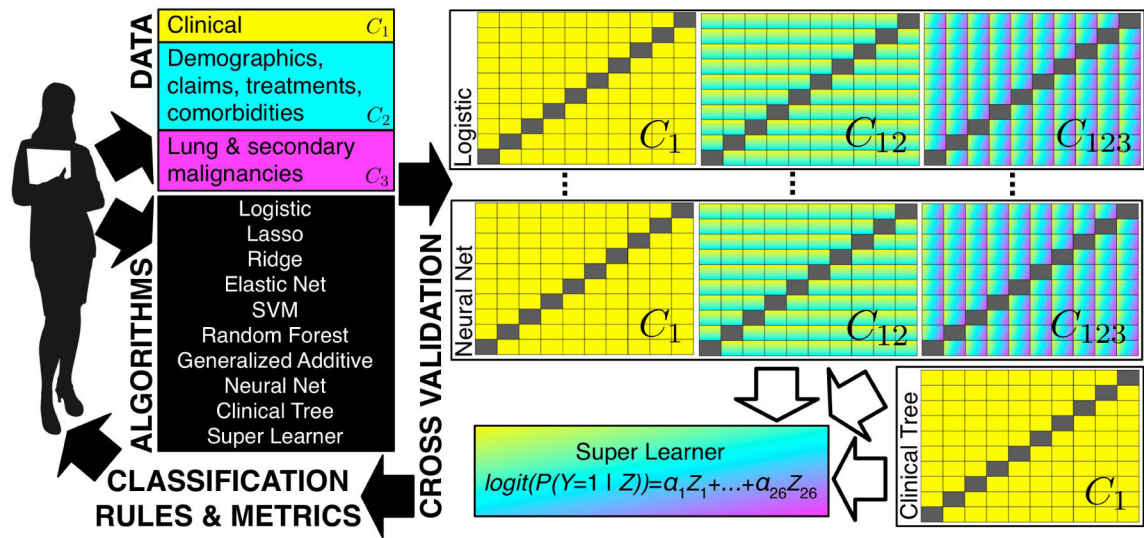 DATA
Clinical C₁
Demographics,
claims, treatments,
comorbidities C₂
Lung & secondary
malignancies C₃
ALGORITHMS
Logistic
Lasso
Ridge
Elastic Net
SVM
Random Forest
Generalized Additive
Neural Net
Clinical Tree
Super Learner
CLASSIFICATION
RULES & METRICS
CROSS VALIDATION
Logistic
C₁
C₁₂
C₁₂₃
Neural Net
C₁
C₁₂
C₁₂₃
Super Learner
logit(P(Y=1 | Z))=α₁Z₁+...+α₂₆Z₂₆
Clinical Tree
C₁